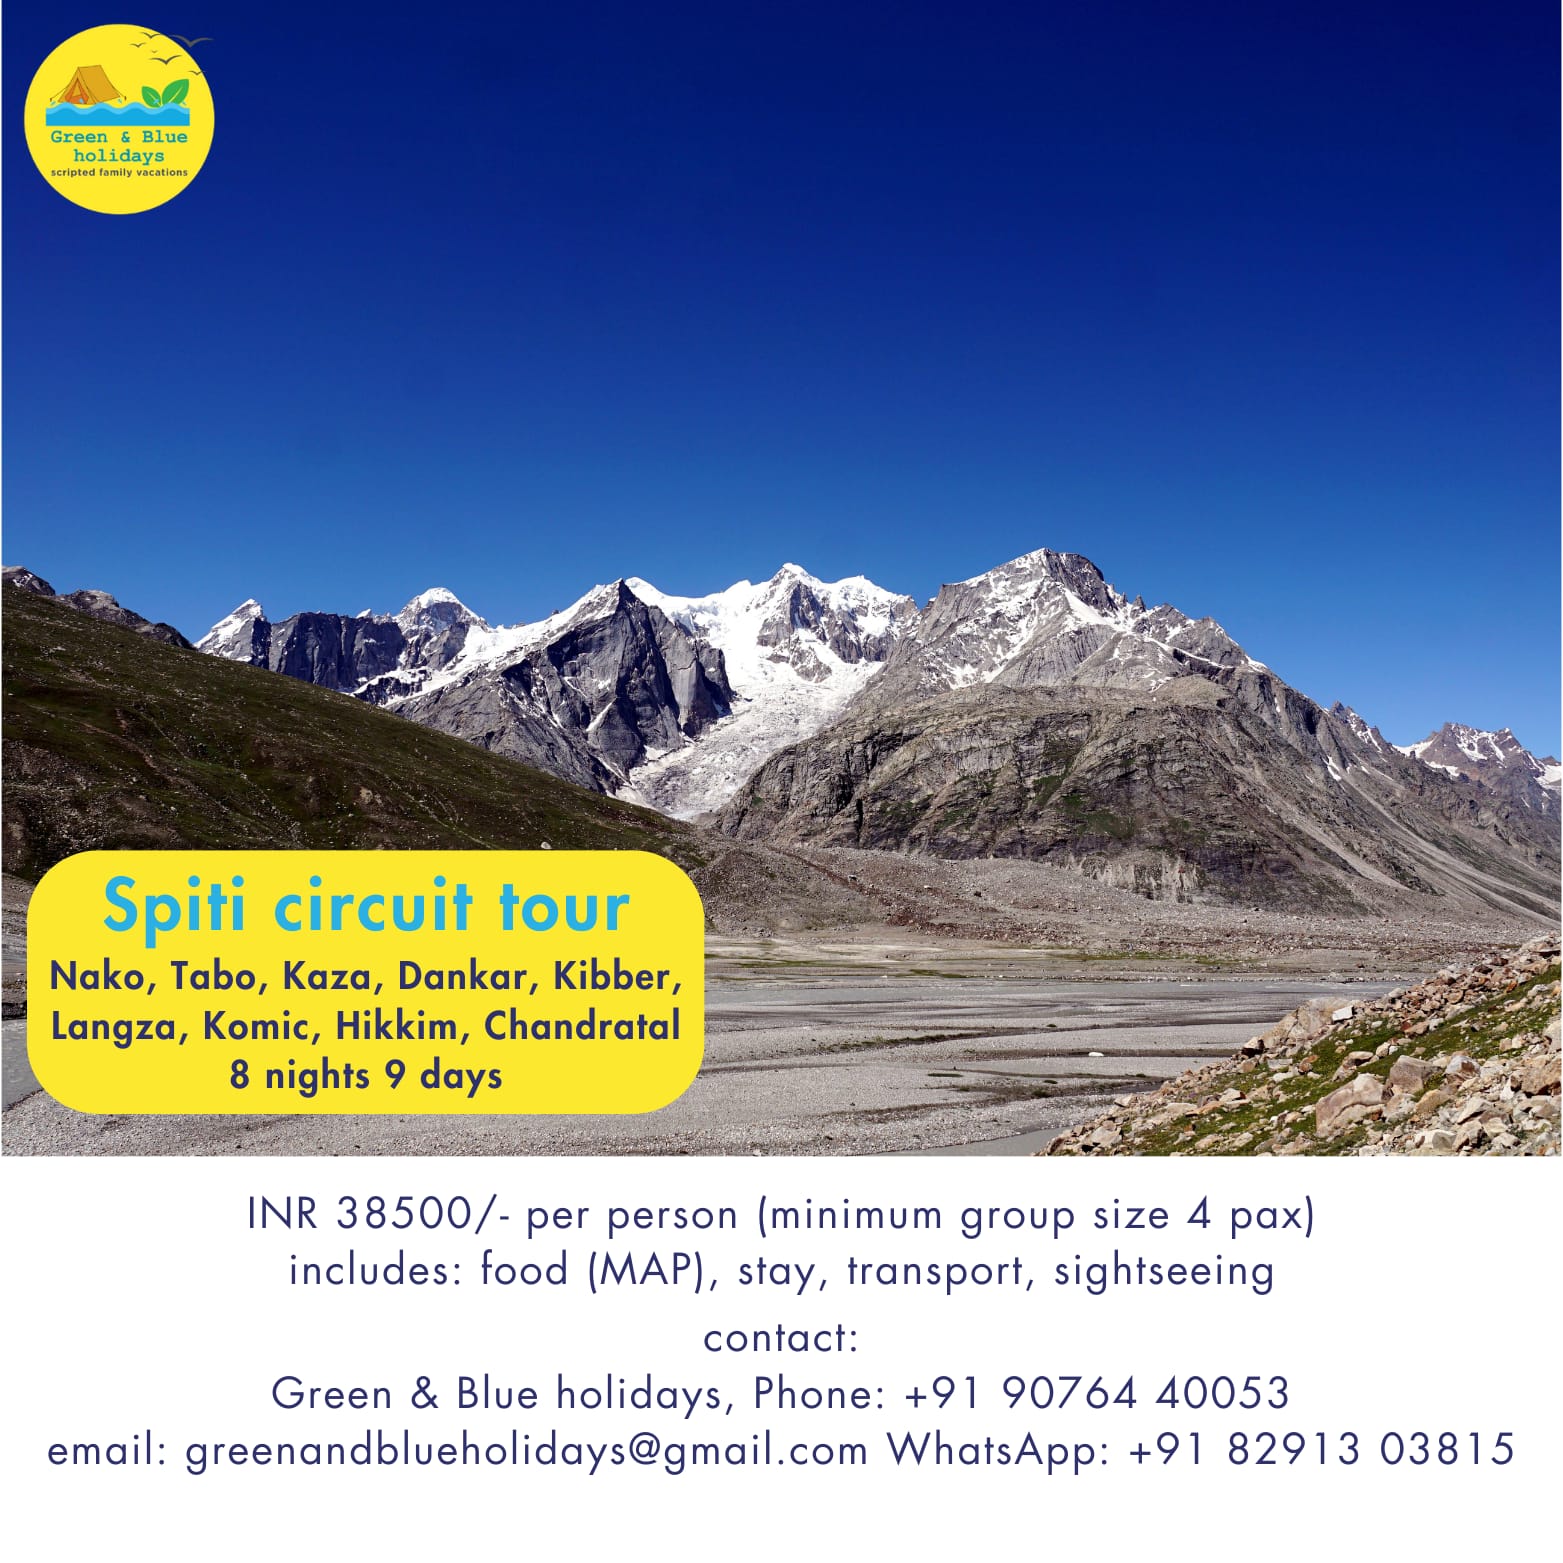 Green & Blue
holidays
scripted family vacations
Spiti circuit tour
Nako, Tabo, Kaza, Dankar, Kibber,
Langza, Komic, Hikkim, Chandratal
8 nights 9 days
INR 38500/- per person (minimum group size 4 pax)
includes: food (MAP), stay, transport, sightseeing
contact:
Green & Blue holidays, Phone: +91 90764 40053
email: greenandblueholidays@gmail.com WhatsApp: +91 82913 03815